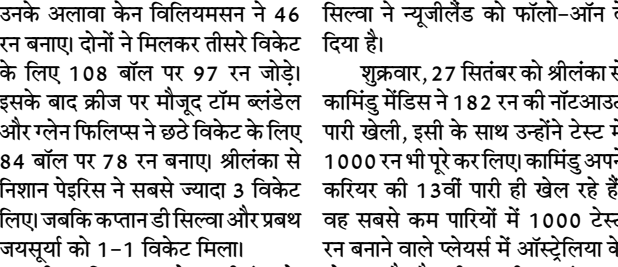 उनके अलावा केन विलियमसन ने 46
रन बनाए। दोनों ने मिलकर तीसरे विकेट
के लिए 108 बॉल पर 97 रन जोड़े।
इसके बाद क्रीज पर मौजूद टॉम ब्लंडेल
और ग्लेन फिलिप्स ने छठे विकेट के लिए
84 बॉल पर 78 रन बनाए। श्रीलंका से
निशान पेइरिस ने सबसे ज्यादा 3 विकेट
लिए। जबकि कप्तान डी सिल्वा और प्रबथ
जयसूर्या को 1-1 विकेट मिला।
सिल्वा ने न्यूजीलैंड को फॉलो-ऑन
दिया है।
शुक्रवार, 27 सितंबर को श्रीलंका
कामिंडु मेंडिस ने 182 रन की नॉटआउट
पारी खेली, इसी के साथ उन्होंने टेस्ट
1000 रन भी पूरे कर लिए। कामिंडु अपने
करियर की 13वीं पारी ही खेल रहे हैं
वह सबसे कम पारियों में 1000 टेस्ट
रन बनाने वाले प्लेयर्स में ऑस्ट्रेलिया के